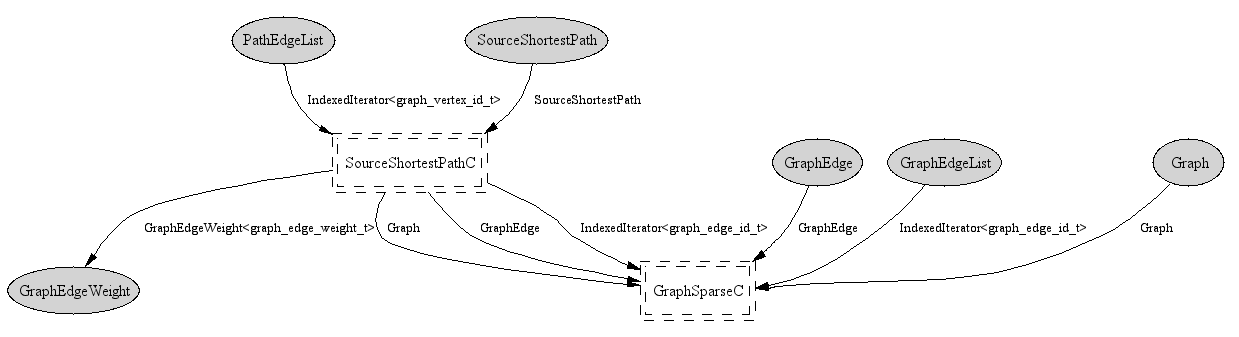 PathEdgeList
SourceShortestPath
IndexedIterator<graph_vertex_id_t>
SourceShortestPath
SourceShortestPathC
GraphEdge
GraphEdgeList
Graph
GraphEdgeWeight<graph_edge_weight_t>
Graph
GraphEdge
IndexedIterator<graph_edge_id_t>
GraphEdge
IndexedIterator<graph_edge_id_t>
Graph
GraphEdgeWeight
GraphSparseC